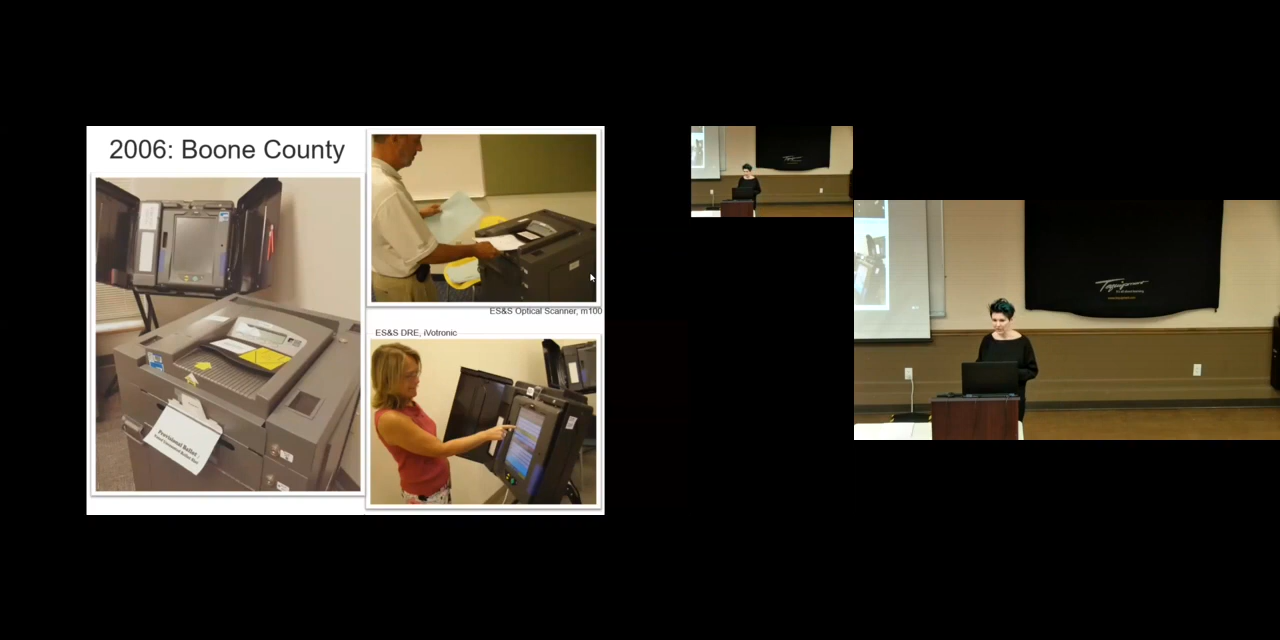 2006: Boone County
ES&S Optical Scanner, m100
ES&S DRE, iVotronic
Provisional Ballot